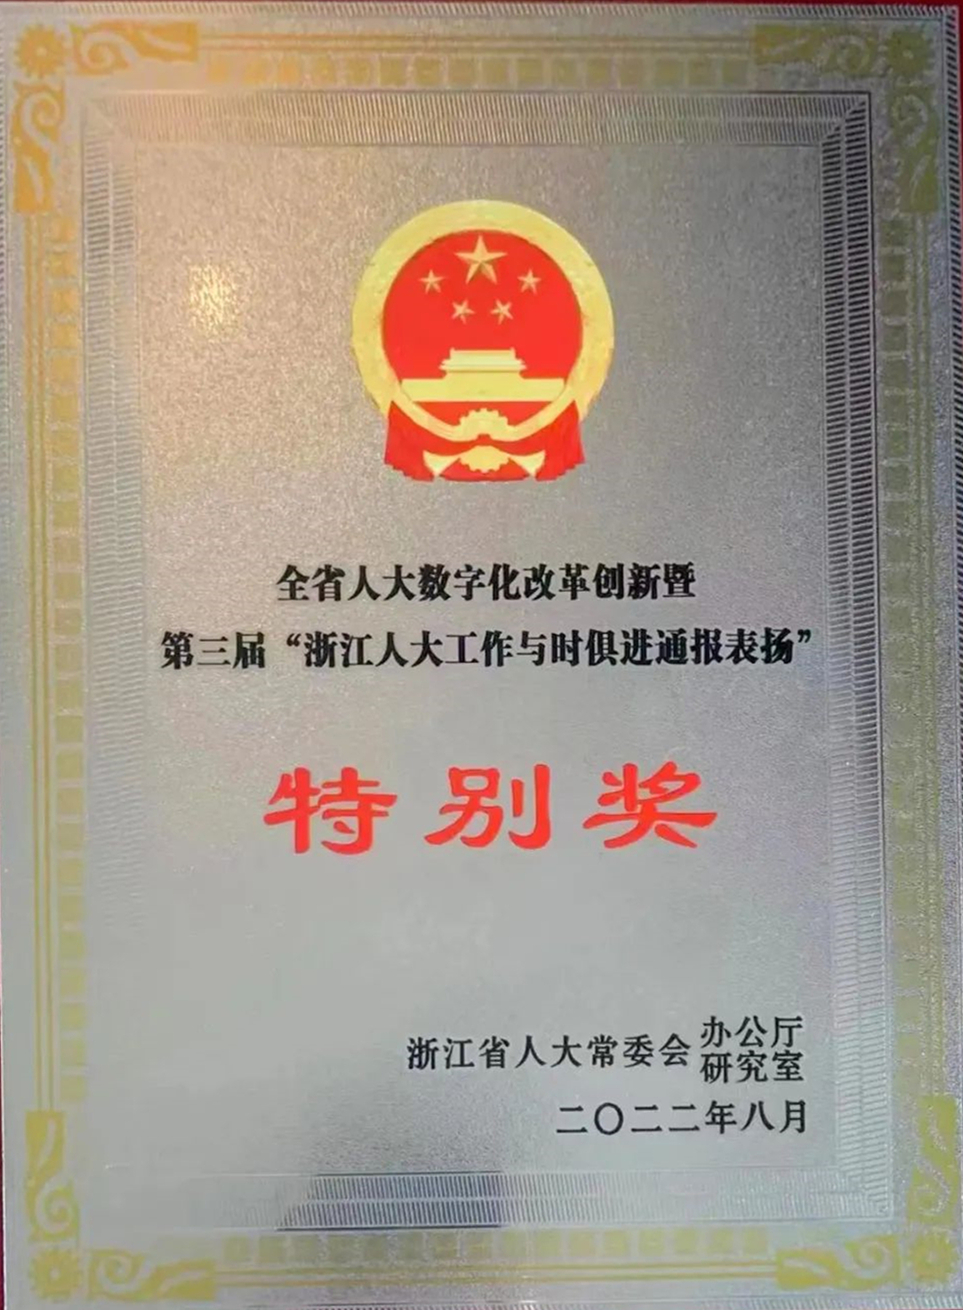 全省人大数字化改革创新暨
第三届“浙江人大工作与时俱进通报表扬”
特别奖
浙江省人大常委会 办公厅
研究室
二〇二二年八月